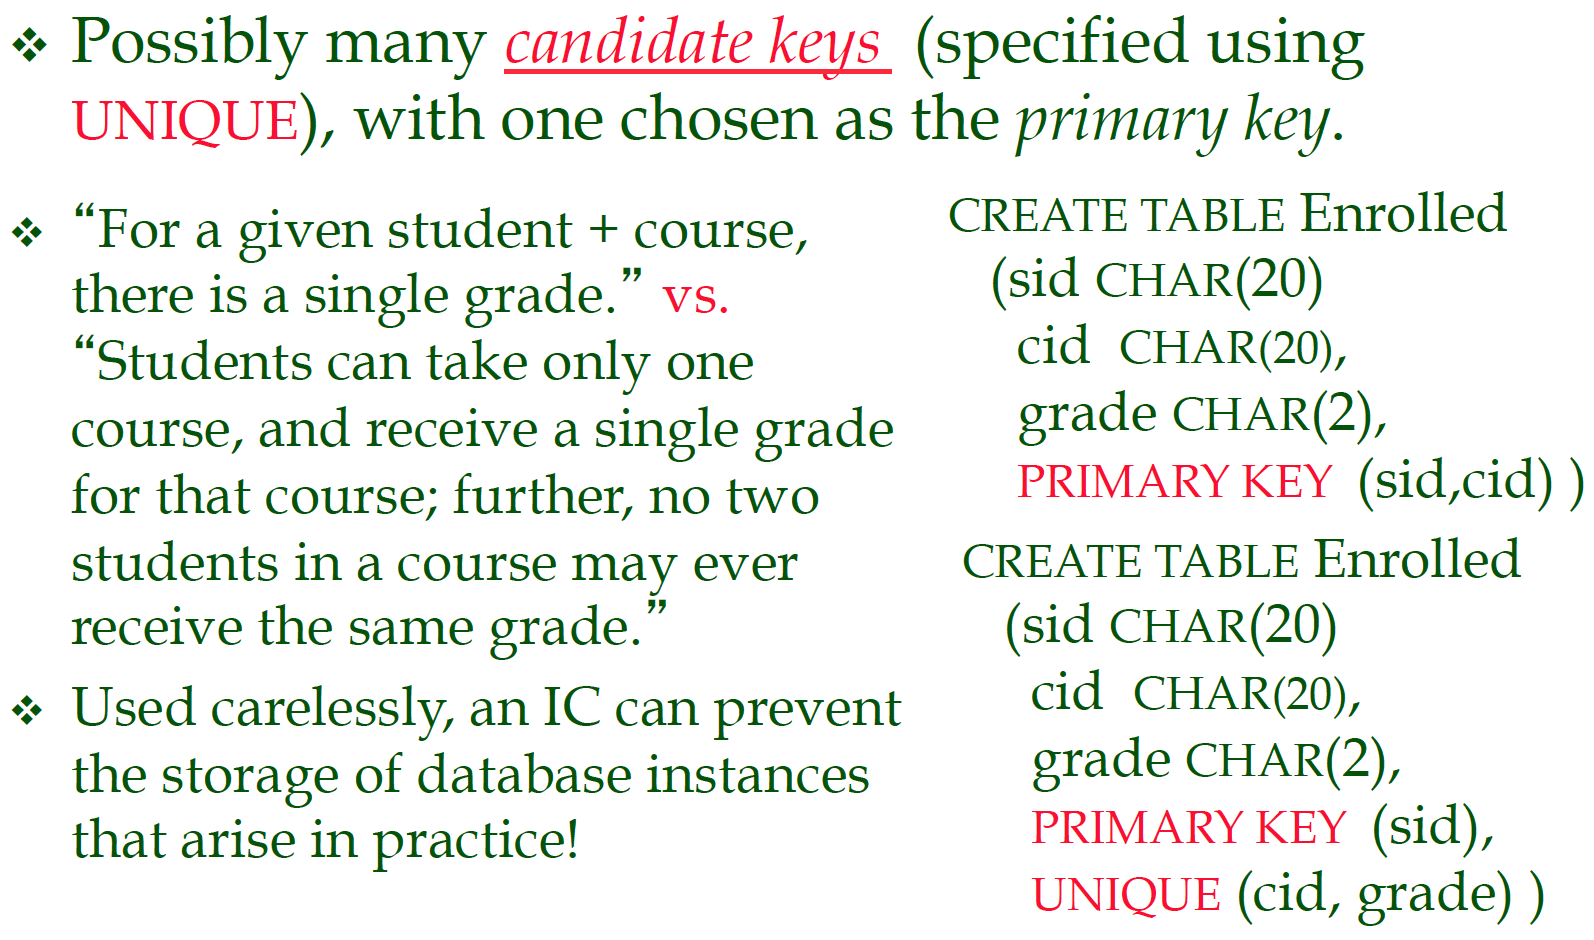 ❖ Possibly many candidate keys (specified using
UNIQUE), with one chosen as the primary key.
❖ “For a given student + course,
there is a single grade.” vs.
“Students can take only one
course, and receive a single grade
for that course; further, no two
students in a course may ever
receive the same grade.”
❖ Used carelessly, an IC can prevent
the storage of database instances
that arise in practice!
CREATE TABLE Enrolled
(sid CHAR(20)
cid CHAR(20),
grade CHAR(2),
PRIMARY KEY (sid,cid) )
CREATE TABLE Enrolled
(sid CHAR(20)
cid CHAR(20),
grade CHAR(2),
PRIMARY KEY (sid),
UNIQUE (cid, grade) )